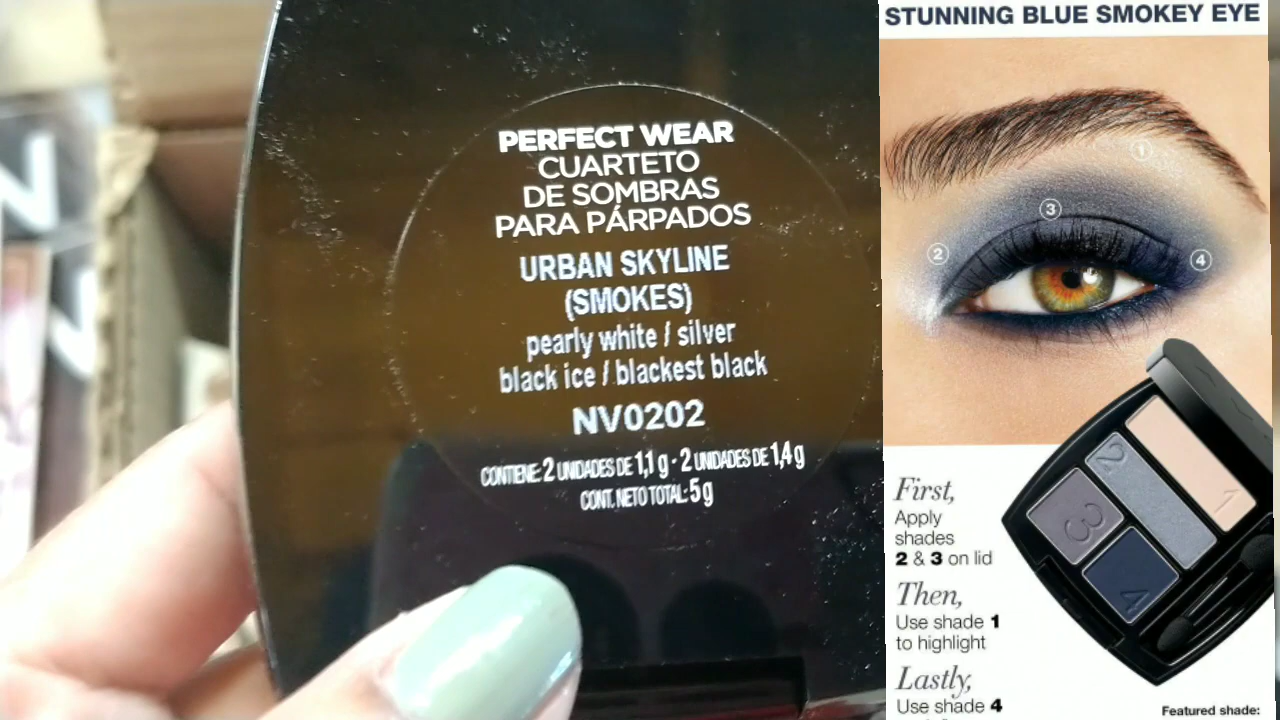 PERFECT WEAR
CUARTETO
DE SOMBRAS
PARA PÁRPADOS
URBAN SKYLINE
(SMOKES)
pearly white / silver
black ice / blackest black
NV0202
CONTIENE: 2 UNIDADES DE 1,1 g - 2 UNIDADES DE 1,4 g
CONT. NETO TOTAL: 5 g
STUNNING BLUE SMOKEY EYE
1
3
2
4
First,
Apply
shades
2 & 3 on lid
Then,
Use shade 1
to highlight
Lastly,
Use shade 4
2
1
3
4
Featured shade: